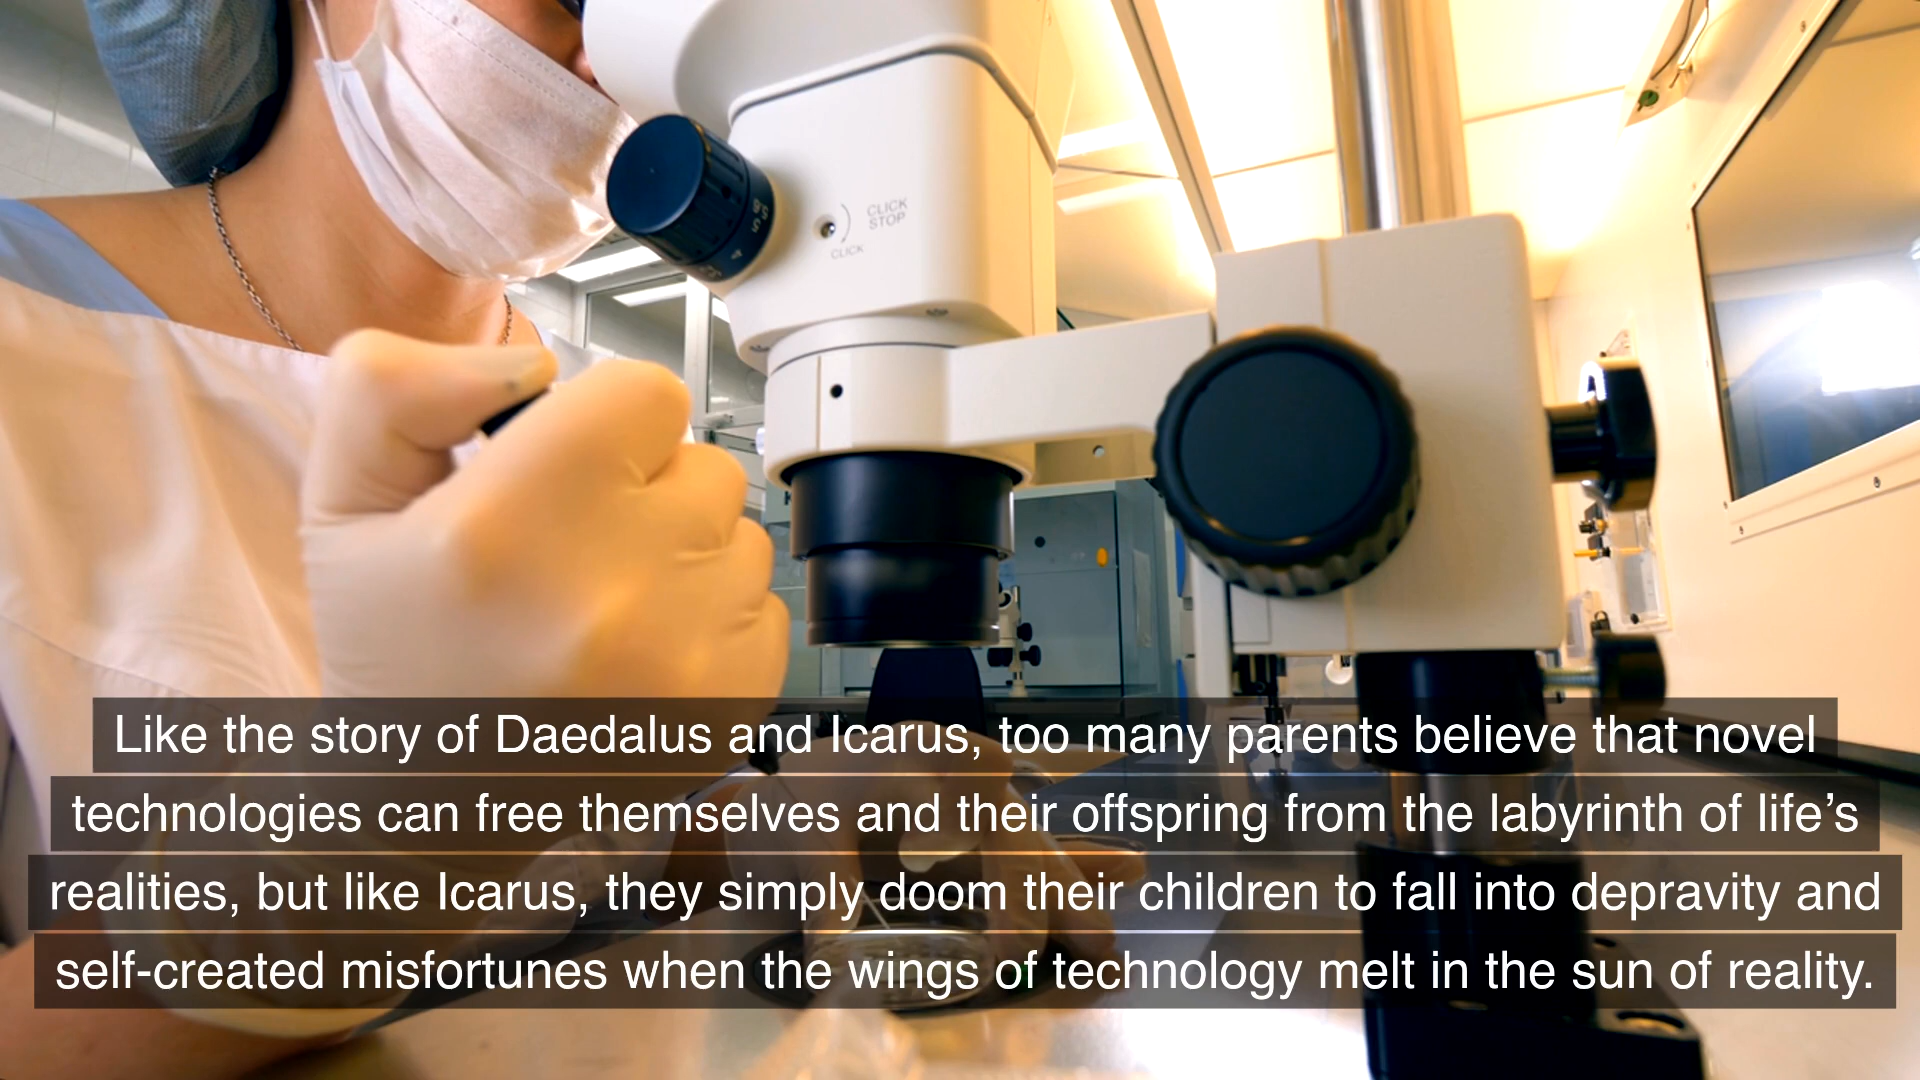 CLICK
STOP
CLICK
Like the story of Daedalus and Icarus, too many parents believe that novel
technologies can free themselves and their offspring from the labyrinth of life’s
realities, but like Icarus, they simply doom their children to fall into depravity and
self-created misfortunes when the wings of technology melt in the sun of reality.